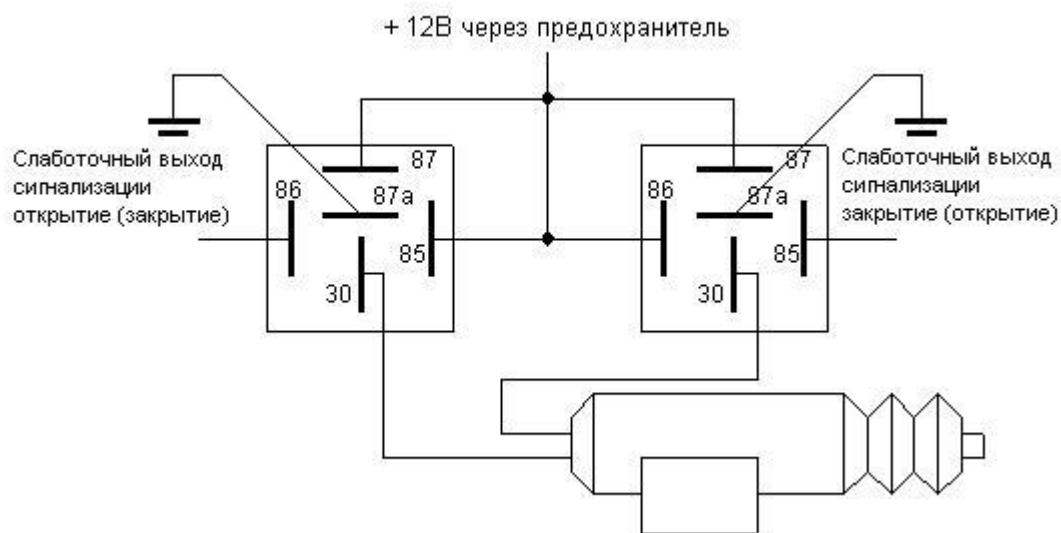 + 12В через предохранитель
Слаботочный выход
сигнализации
открытие (закрытие)
86
87
87а
85
30
86
87
87а
85
30
Слаботочный выход
сигнализации
закрытие (открытие)